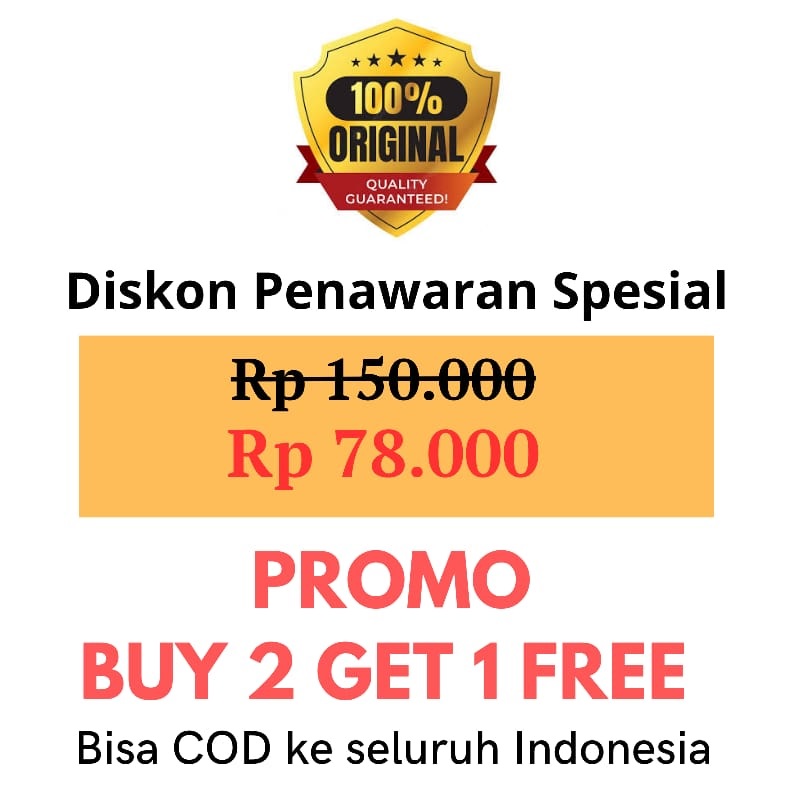 100%
ORIGINAL
QUALITY
GUARANTEED!
Diskon Penawaran Spesial
Rp 150.000
Rp 78.000
PROMO
BUY 2 GET 1 FREE
Bisa COD ke seluruh Indonesia